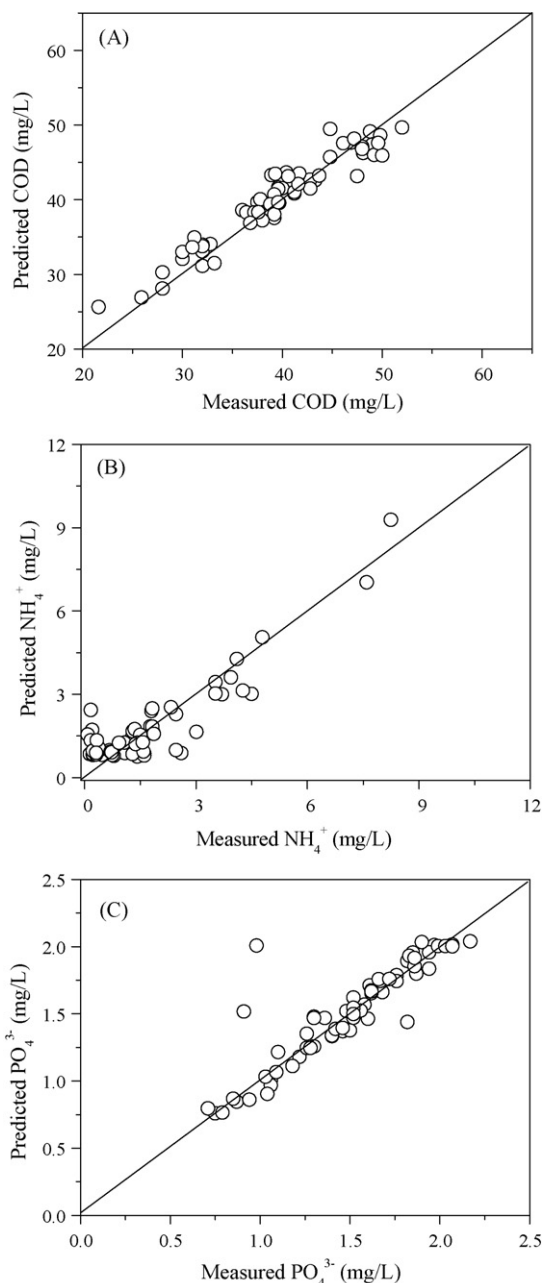 (A)
Predicted COD (mg/L)
60
50
40
30
20
20 30 40 50 60
Measured COD (mg/L)
(B)
Predicted NH₄⁺ (mg/L)
12
9
6
3
0
0 3 6 9 12
Measured NH₄⁺ (mg/L)
(C)
Predicted PO₄³⁻ (mg/L)
2.5
2.0
1.5
1.0
0.5
0.0
0.0 0.5 1.0 1.5 2.0 2.5
Measured PO₄³⁻ (mg/L)